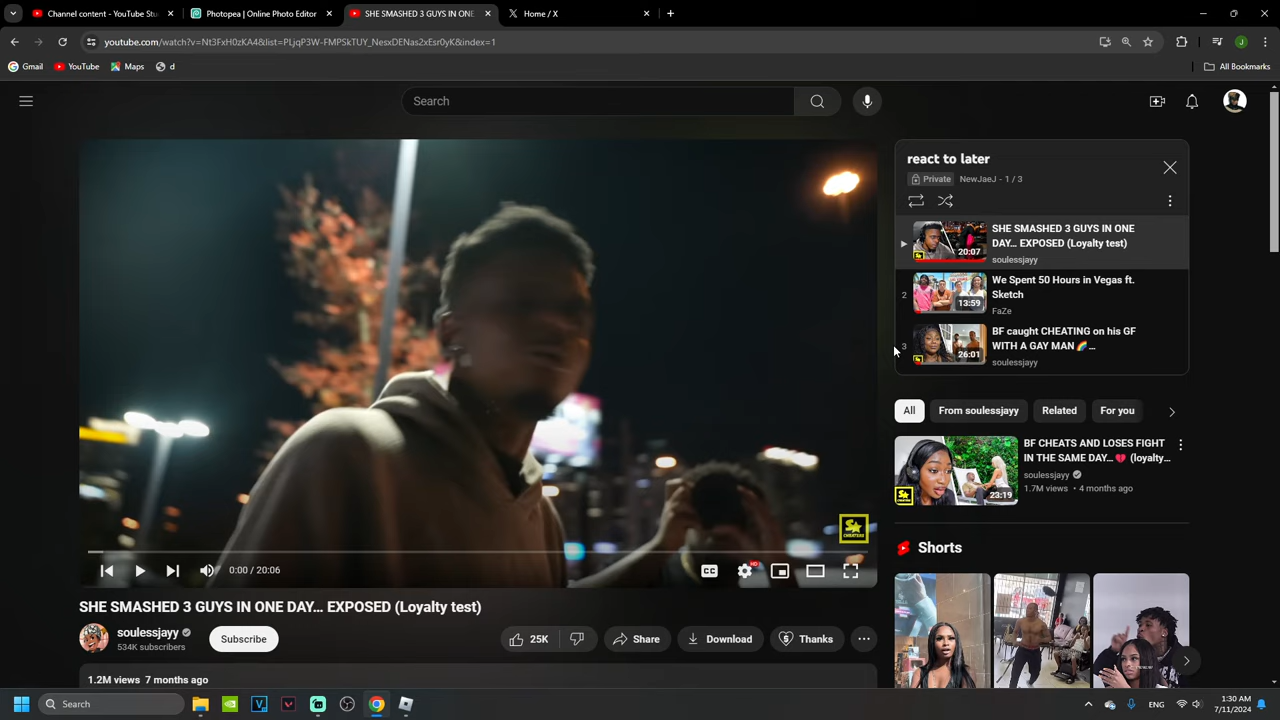 Channel content - YouTube Stu
Photopea | Online Photo Editor
SHE SMASHED 3 GUYS IN ONE
Home / X
youtube.com/watch?v=Nt3FxH0zKA4&list=PLjqP3W-FMPSkTUY_NesxDENas2xEsr0yK&index=1
J
Gmail
YouTube
Maps
d
All Bookmarks
Search
react to later
Private
NewJaeJ - 1 / 3
SHE SMASHED 3 GUYS IN ONE
DAY... EXPOSED (Loyalty test)
20:07
soulessjayy
2
We Spent 50 Hours in Vegas ft.
Sketch
13:59
FaZe
3
BF caught CHEATING on his GF
WITH A GAY MAN 🏳️‍🌈...
26:01
soulessjayy
All
From soulessjayy
Related
For you
BF CHEATS AND LOSES FIGHT
IN THE SAME DAY... 💔 (loyalty...
soulessjayy
1.7M views • 4 months ago
23:19
Shorts
S★
CHEATERS
0:00 / 20:06
CC
HD
SHE SMASHED 3 GUYS IN ONE DAY... EXPOSED (Loyalty test)
soulessjayy
534K subscribers
Subscribe
25K
Share
Download
Thanks
1.2M views 7 months ago
Search
ENG
1:30 AM
7/11/2024